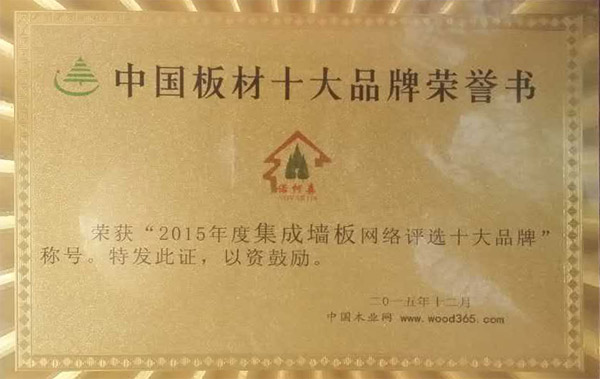 中国板材十大品牌荣誉书
荣获“2015年度集成墙板网络评选十大品牌”
称号。特发此证，以资鼓励。
二〇一五年十二月
中国木业网 www.wood365.com